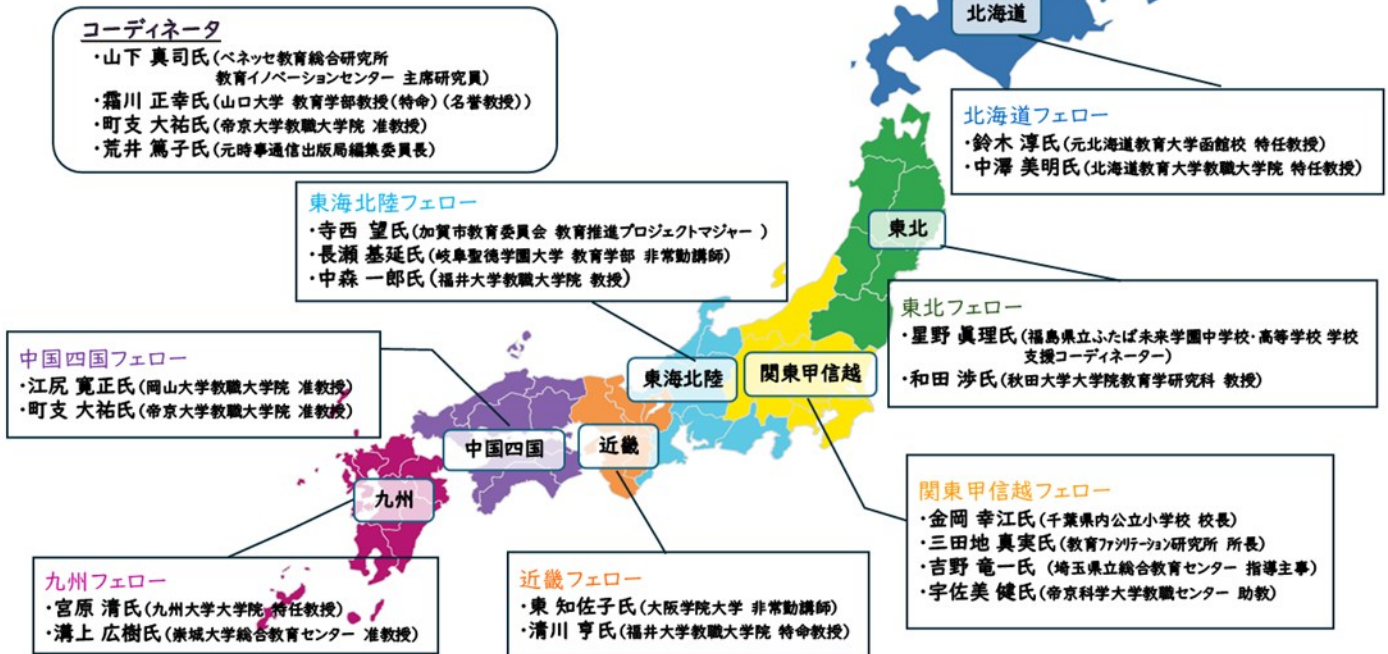 コーディネータ
・山下 真司氏(ベネッセ教育総合研究所
教育イノベーションセンター 主席研究員)
・霜川 正幸氏(山口大学 教育学部教授(特命)(名誉教授))
・町支 大祐氏(帝京大学教職大学院 准教授)
・荒井 篤子氏(元時事通信出版局編集委員長)
北海道
北海道フェロー
・鈴木 淳氏(元北海道教育大学函館校 特任教授)
・中澤 美明氏(北海道教育大学教職大学院 特任教授)
東海北陸フェロー
・寺西 望氏(加賀市教育委員会 教育推進プロジェクトマジャー )
・長瀬 基延氏(岐阜聖徳学園大学 教育学部 非常勤講師)
・中森 一郎氏(福井大学教職大学院 教授)
東北
東北フェロー
・星野 眞理氏(福島県立ふたば未来学園中学校・高等学校 学校
支援コーディネーター)
・和田 渉氏(秋田大学大学院教育学研究科 教授)
中国四国フェロー
・江尻 寛正氏(岡山大学教職大学院 准教授)
・町支 大祐氏(帝京大学教職大学院 准教授)
東海北陸
関東甲信越
中国四国
近畿
九州
関東甲信越フェロー
・金岡 幸江氏(千葉県内公立小学校 校長)
・三田地 真実氏(教育ファシリテーション研究所 所長)
・吉野 竜一氏 (埼玉県立総合教育センター 指導主事)
・宇佐美 健氏(帝京科学大学教職センター 助教)
九州フェロー
・宮原 清氏(九州大学大学院 特任教授)
・溝上 広樹氏(崇城大学総合教育センター 准教授)
近畿フェロー
・東 知佐子氏(大阪学院大学 非常勤講師)
・清川 亨氏(福井大学教職大学院 特命教授)